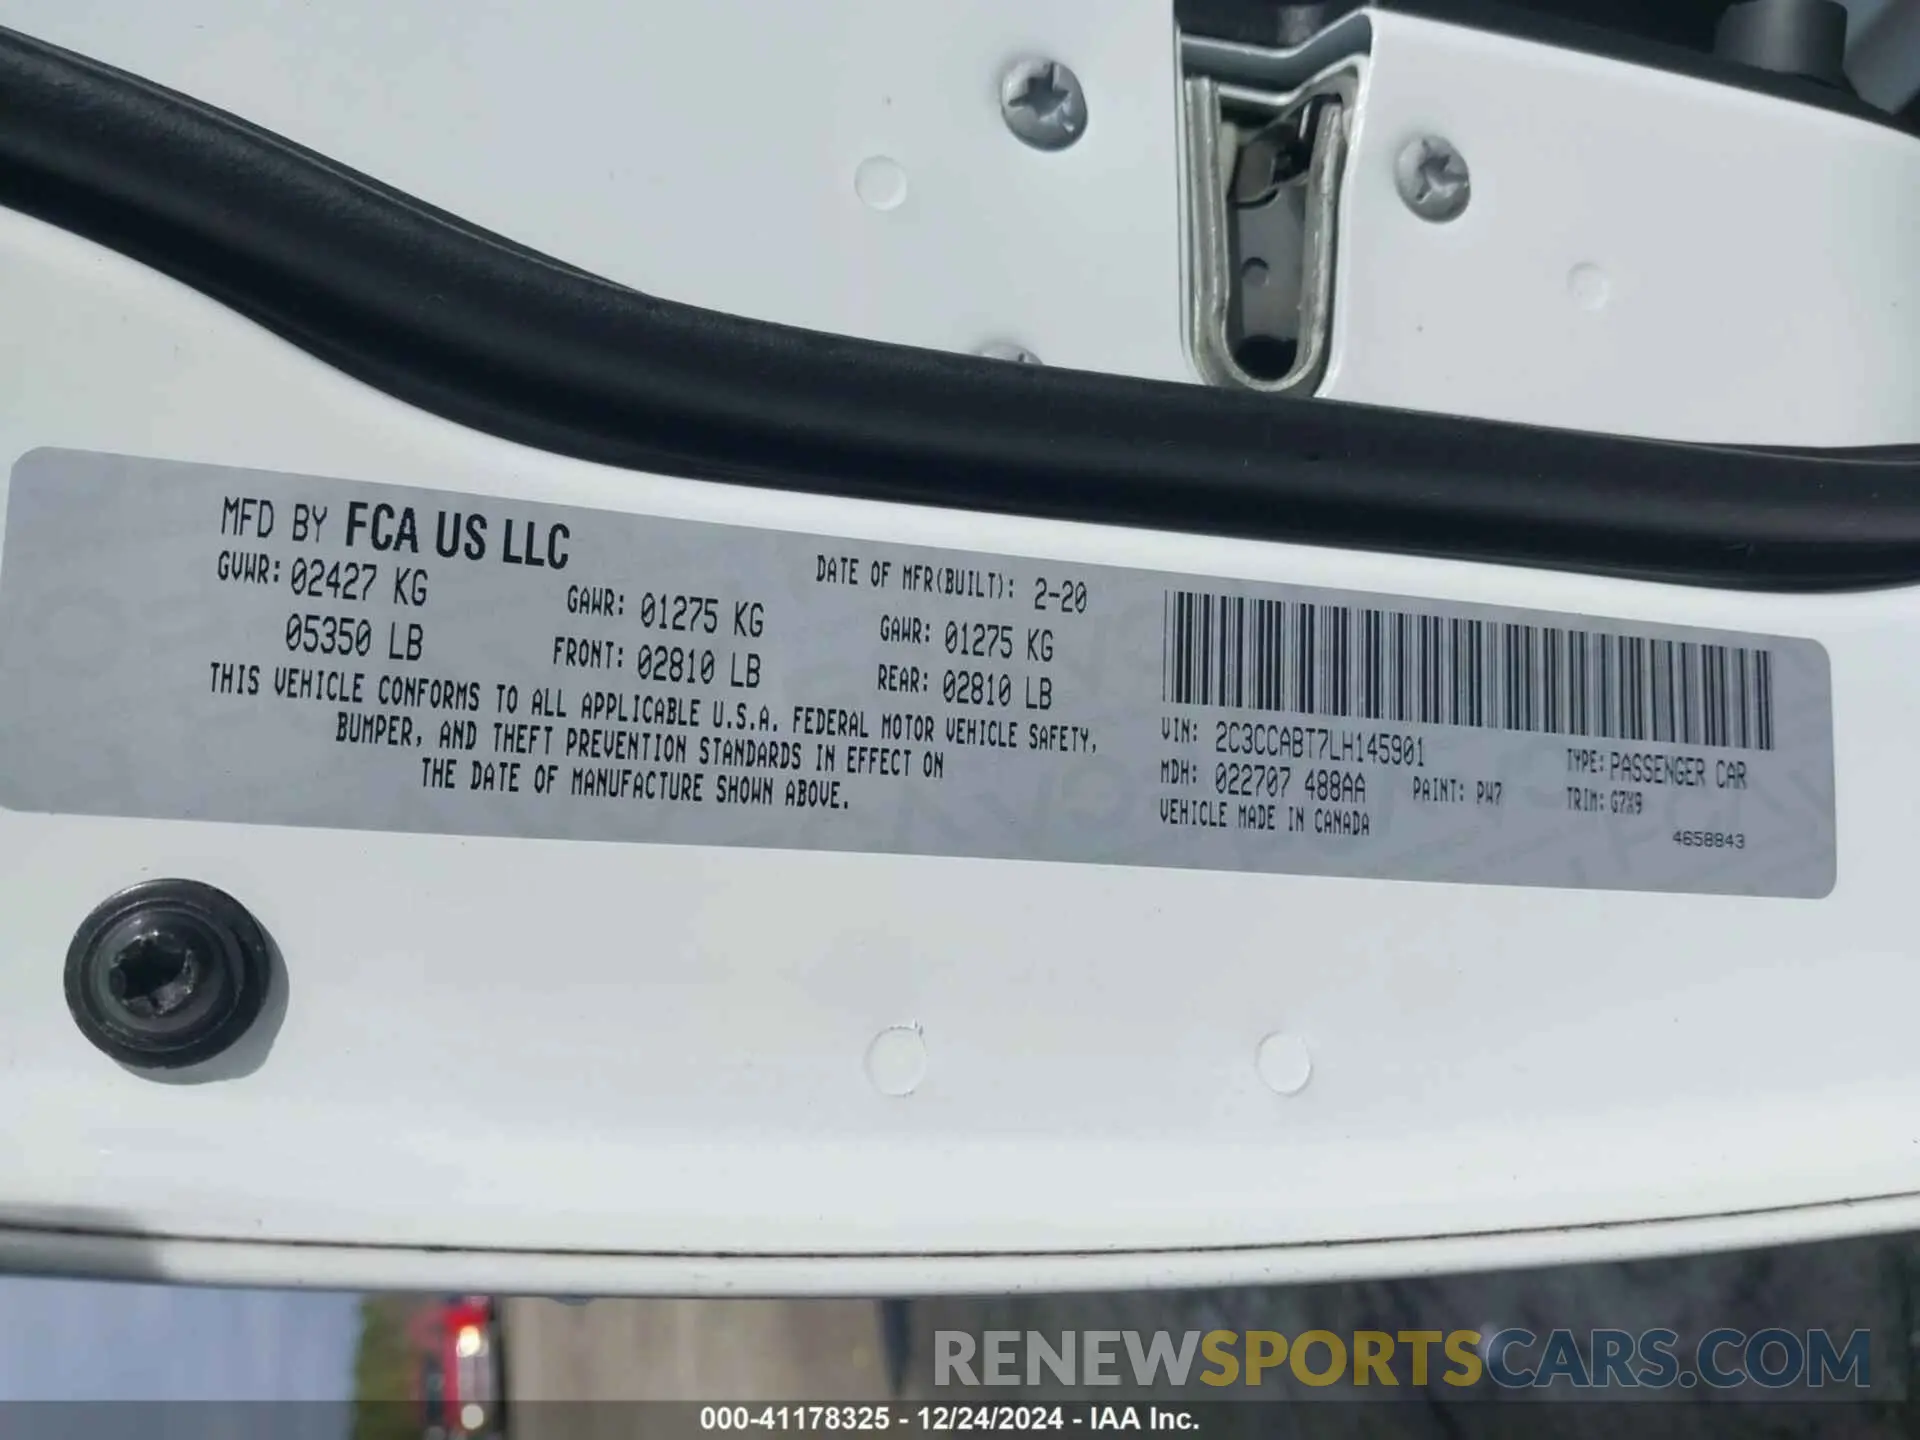 MFD BY FCA US LLC
DATE OF MFR(BUILT): 2-20
GVWR: 02427 KG
GAWR: 01275 KG
GAWR: 01275 KG
05350 LB
FRONT: 02810 LB
REAR: 02810 LB
THIS VEHICLE CONFORMS TO ALL APPLICABLE U.S.A. FEDERAL MOTOR VEHICLE SAFETY,
BUMPER, AND THEFT PREVENTION STANDARDS IN EFFECT ON
THE DATE OF MANUFACTURE SHOWN ABOVE.
VIN: 2C3CCABT7LH145901
TYPE: PASSENGER CAR
MDH: 022707 488AA
PAINT: PW7
TRIM: G7X9
VEHICLE MADE IN CANADA
4658843
RENEWSPORTSCARS.COM
000-41178325 - 12/24/2024 - IAA Inc.